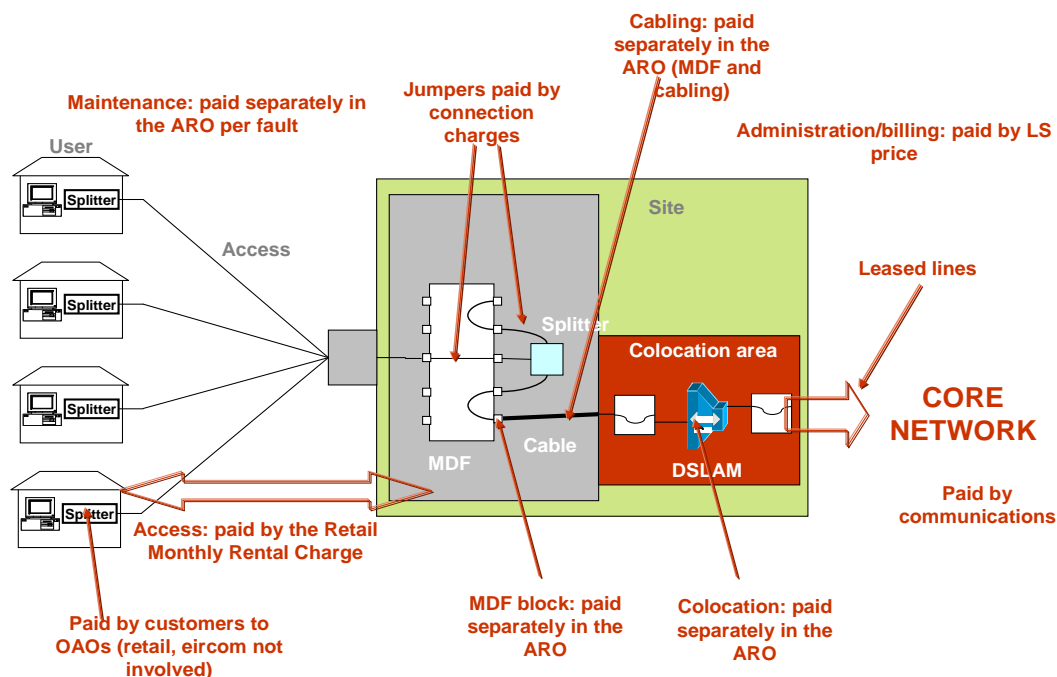 Cabling: paid
separately in the
ARO (MDF and
cabling)
Jumpers paid by
connection
charges
Maintenance: paid separately in
the ARO per fault
Administration/billing: paid by LS
price
User
Splitter
Site
Access
Leased lines
Splitter
Splitter
Colocation area
CORE
NETWORK
Splitter
MDF
Cable
DSLAM
Splitter
Paid by
communications
Access: paid by the Retail
Monthly Rental Charge
MDF block: paid
separately in the
ARO
Colocation: paid
separately in the
ARO
Paid by customers to
OAOs (retail, eircom not
involved)